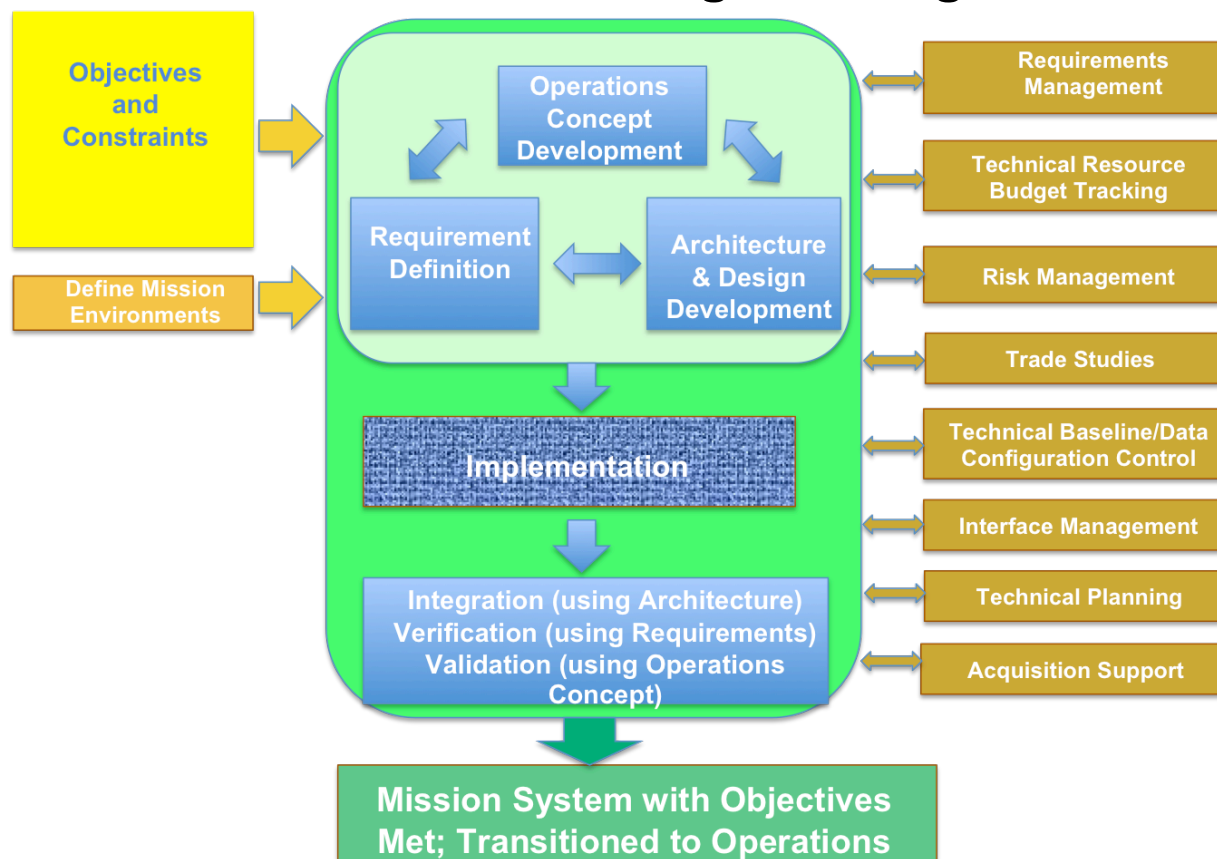 Objectives
and
Constraints
Define Mission
Environments
Operations
Concept
Development
Requirement
Definition
Architecture
& Design
Development
Implementation
Integration (using Architecture)
Verification (using Requirements)
Validation (using Operations
Concept)
Mission System with Objectives
Met; Transitioned to Operations
Requirements
Management
Technical Resource
Budget Tracking
Risk Management
Trade Studies
Technical Baseline/Data
Configuration Control
Interface Management
Technical Planning
Acquisition Support